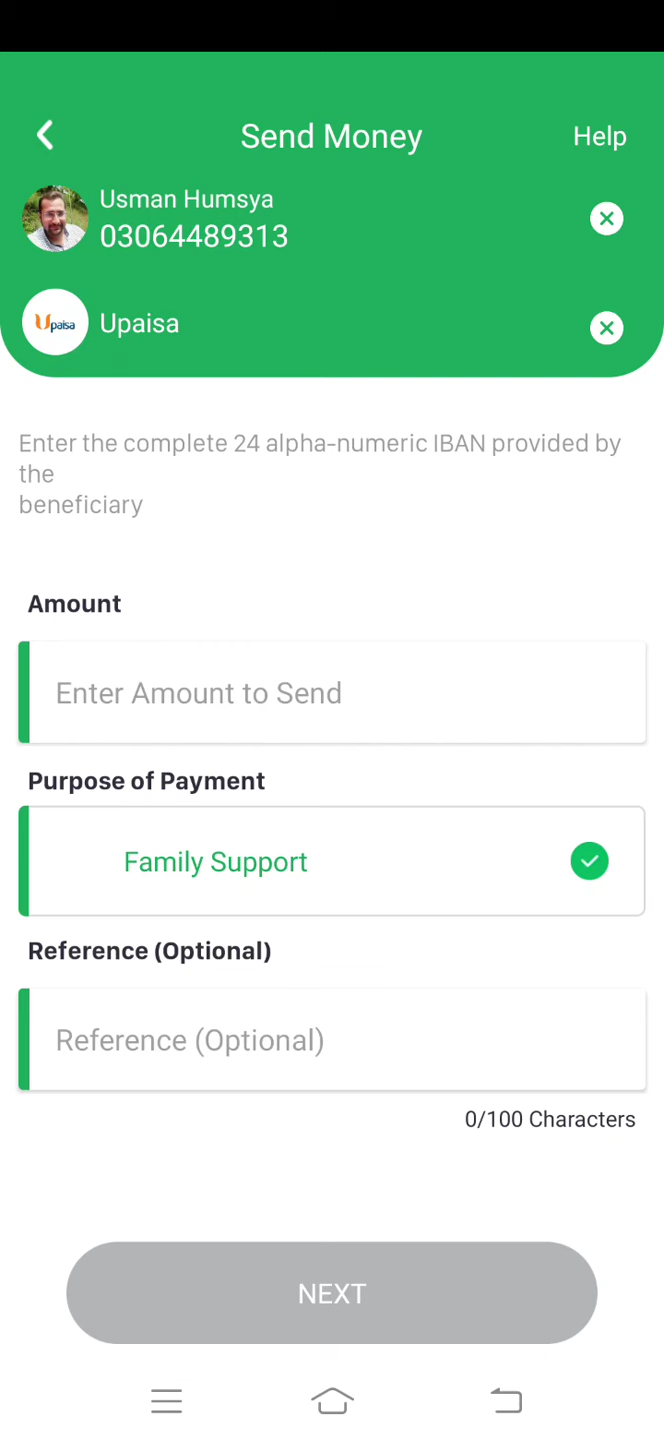 Send Money
Help
Usman Humsya
03064489313
Upaisa
Upaisa
Enter the complete 24 alpha-numeric IBAN provided by
the
beneficiary
Amount
Enter Amount to Send
Purpose of Payment
Family Support
Reference (Optional)
Reference (Optional)
0/100 Characters
NEXT